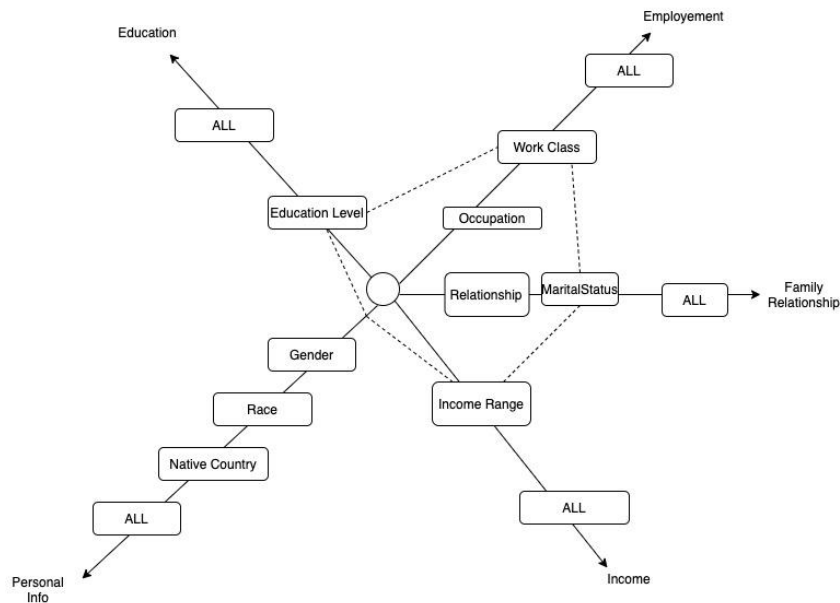 Employement
Education
ALL
ALL
Work Class
Education Level
Occupation
Relationship
MaritalStatus
ALL
Family
Relationship
Gender
Income Range
Race
Native Country
ALL
ALL
Personal
Info
Income